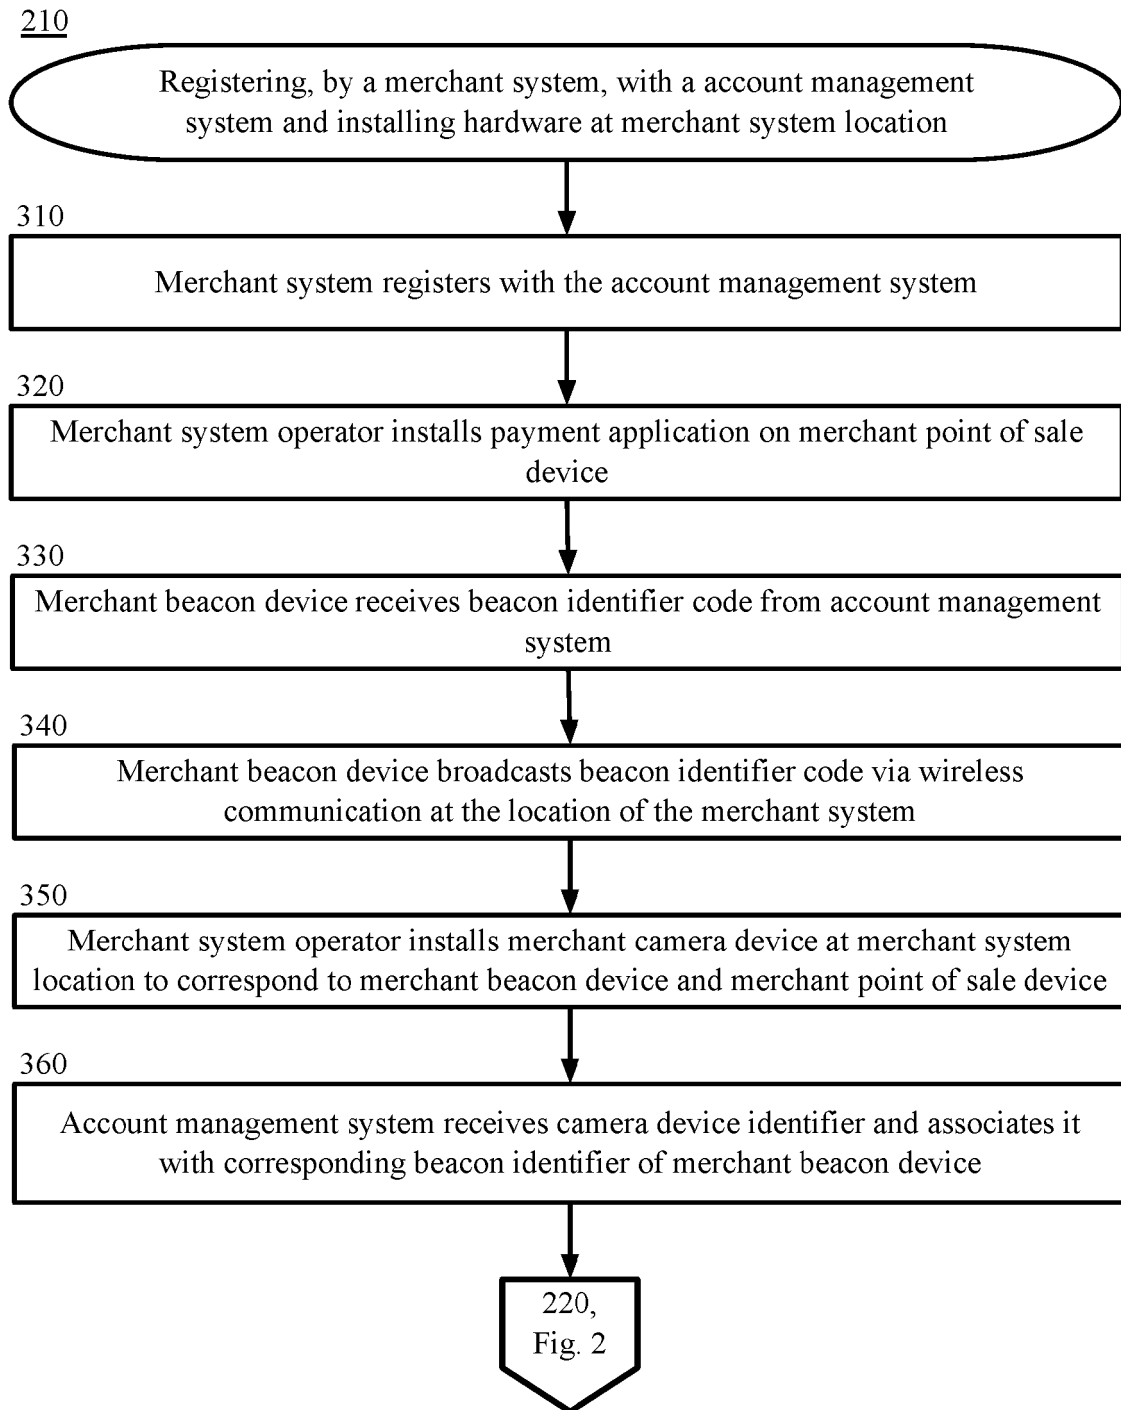 210
Registering, by a merchant system, with a account management
system and installing hardware at merchant system location
310
Merchant system registers with the account management system
320
Merchant system operator installs payment application on merchant point of sale
device
330
Merchant beacon device receives beacon identifier code from account management
system
340
Merchant beacon device broadcasts beacon identifier code via wireless
communication at the location of the merchant system
350
Merchant system operator installs merchant camera device at merchant system
location to correspond to merchant beacon device and merchant point of sale device
360
Account management system receives camera device identifier and associates it
with corresponding beacon identifier of merchant beacon device
220,
Fig. 2